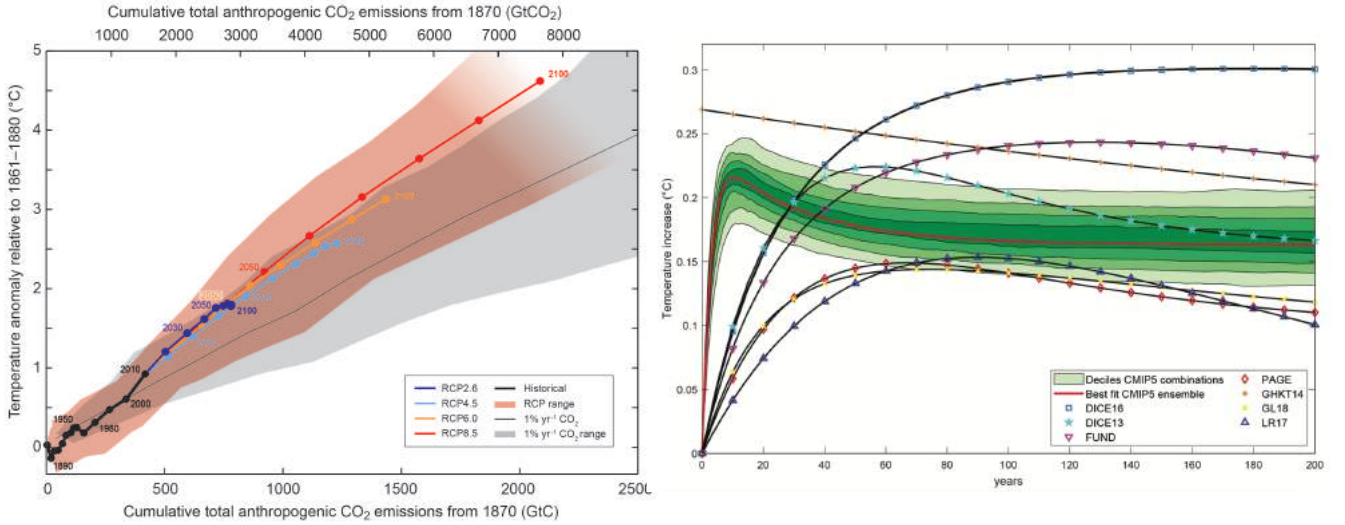 Cumulative total anthropogenic CO2 emissions from 1870 (GtCO2)
1000 2000 3000 4000 5000 6000 7000 8000
Temperature anomaly relative to 1861–1880 (°C)
5
4
3
2
1
0
2100
2100
2050
2050
2100
2030
2010
2000
1950
1980
1890
RCP2.6
RCP4.5
RCP6.0
RCP8.5
Historical
RCP range
1% yr⁻¹ CO2
1% yr⁻¹ CO2 range
0 500 1000 1500 2000 2500
Cumulative total anthropogenic CO2 emissions from 1870 (GtC)
Temperature increase (°C)
0.3
0.25
0.2
0.15
0.1
0.05
0
Deciles CMIP5 combinations
Best fit CMIP5 ensemble
DICE16
DICE13
FUND
PAGE
GHKT14
GL18
LR17
0 20 40 60 80 100 120 140 160 180 200
years